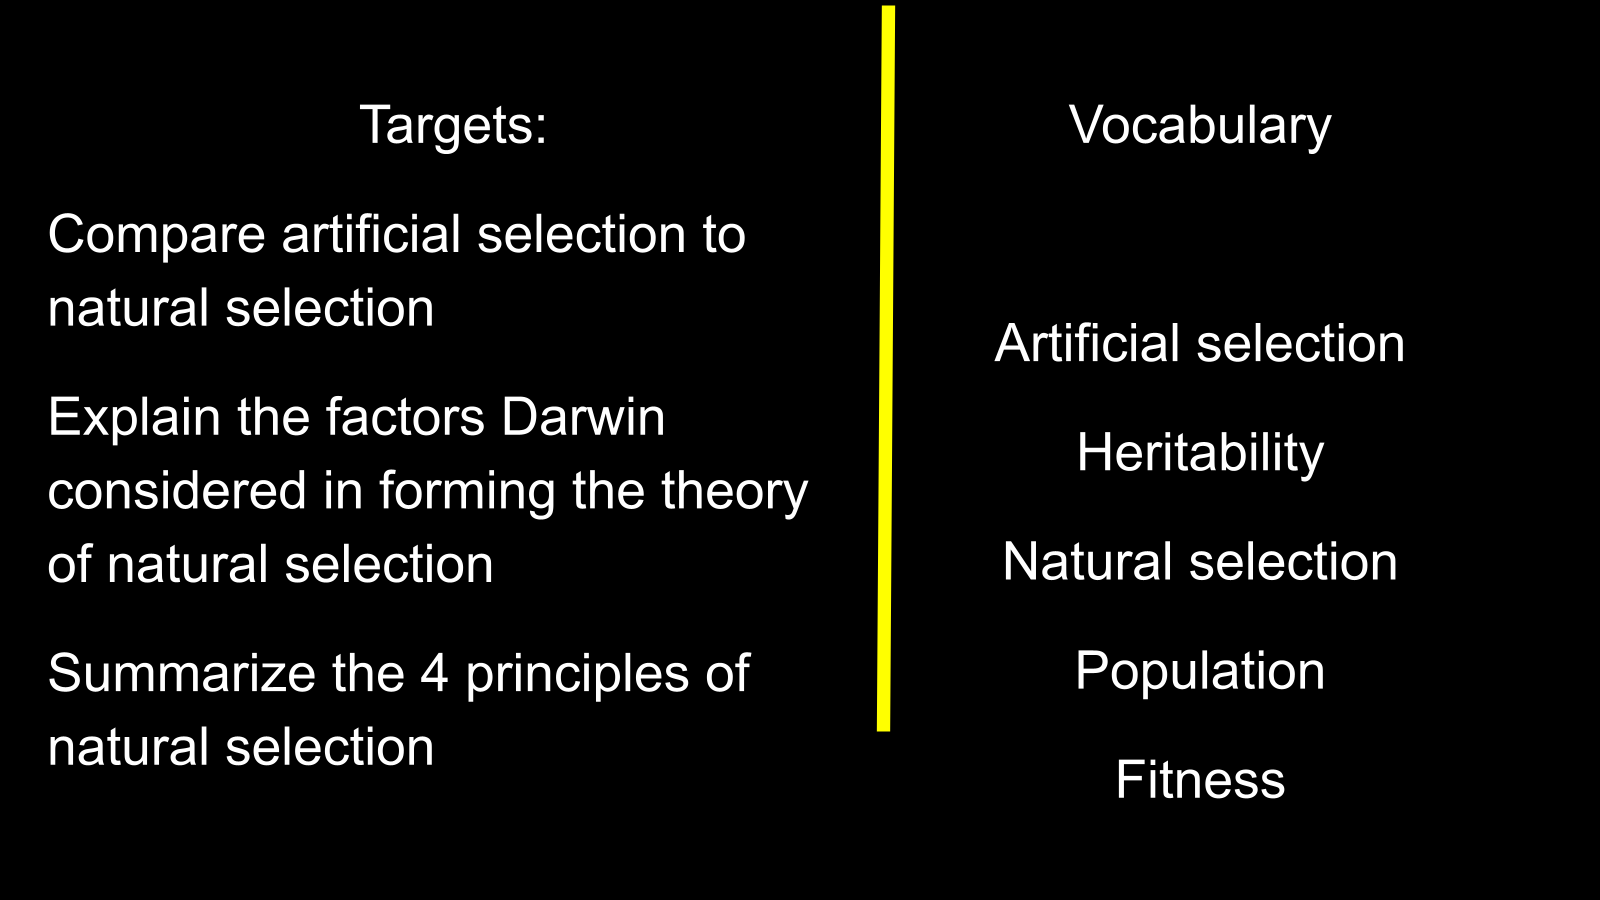 Targets:
Compare artificial selection to
natural selection
Explain the factors Darwin
considered in forming the theory
of natural selection
Summarize the 4 principles of
natural selection
Vocabulary
Artificial selection
Heritability
Natural selection
Population
Fitness